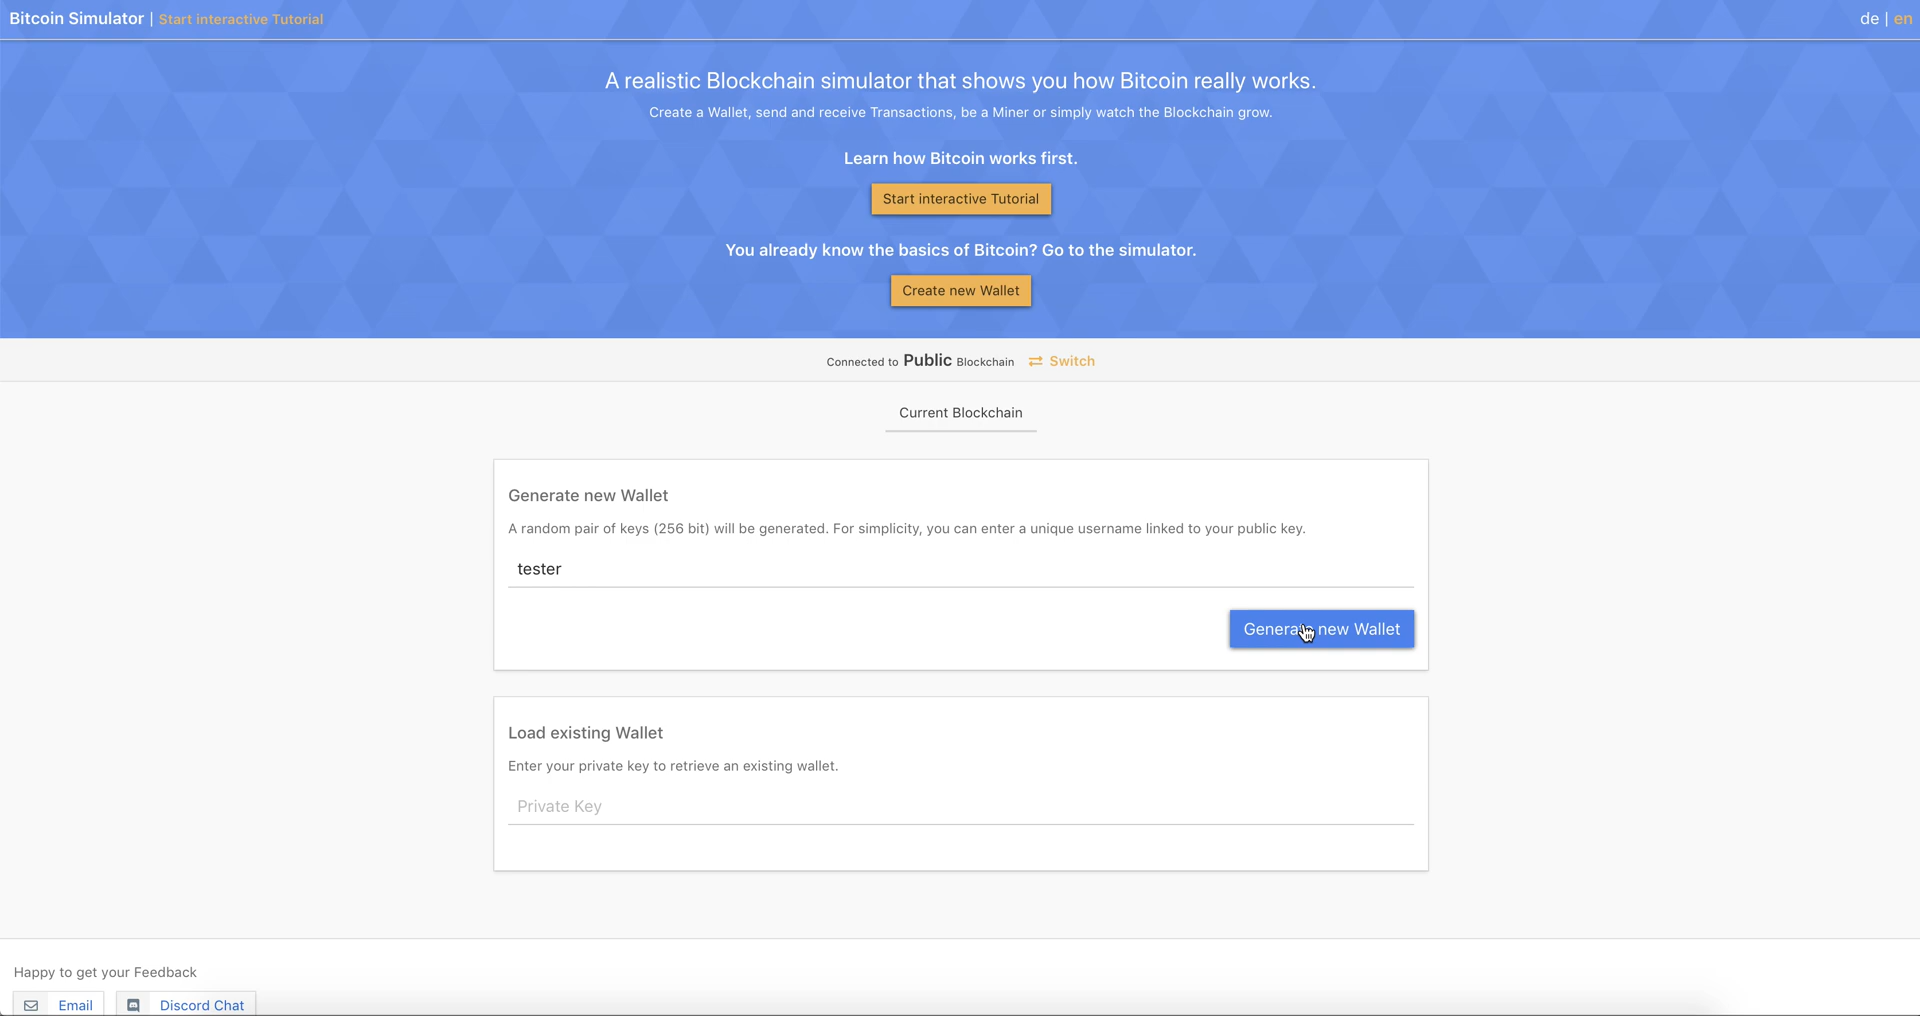 Bitcoin Simulator | Start interactive Tutorial
de | en
A realistic Blockchain simulator that shows you how Bitcoin really works.
Create a Wallet, send and receive Transactions, be a Miner or simply watch the Blockchain grow.
Learn how Bitcoin works first.
Start interactive Tutorial
You already know the basics of Bitcoin? Go to the simulator.
Create new Wallet
Connected to Public Blockchain Switch
Current Blockchain
Generate new Wallet
A random pair of keys (256 bit) will be generated. For simplicity, you can enter a unique username linked to your public key.
tester
Generate new Wallet
Load existing Wallet
Enter your private key to retrieve an existing wallet.
Private Key
Happy to get your Feedback
Email
Discord Chat